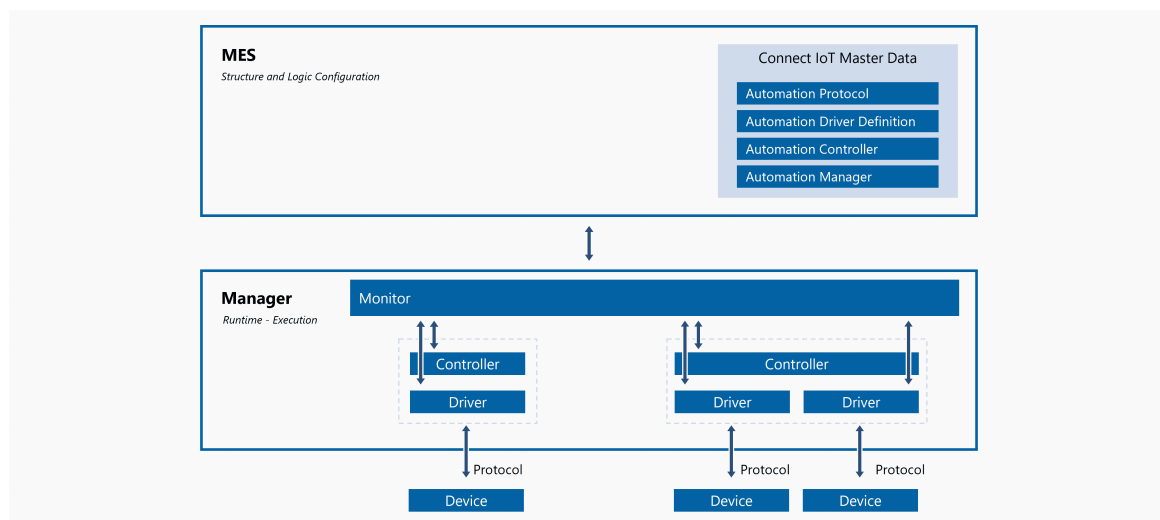 MES
Structure and Logic Configuration
Connect IoT Master Data
Automation Protocol
Automation Driver Definition
Automation Controller
Automation Manager
Manager
Runtime - Execution
Monitor
Controller
Controller
Driver
Driver
Driver
Protocol
Protocol
Protocol
Device
Device
Device